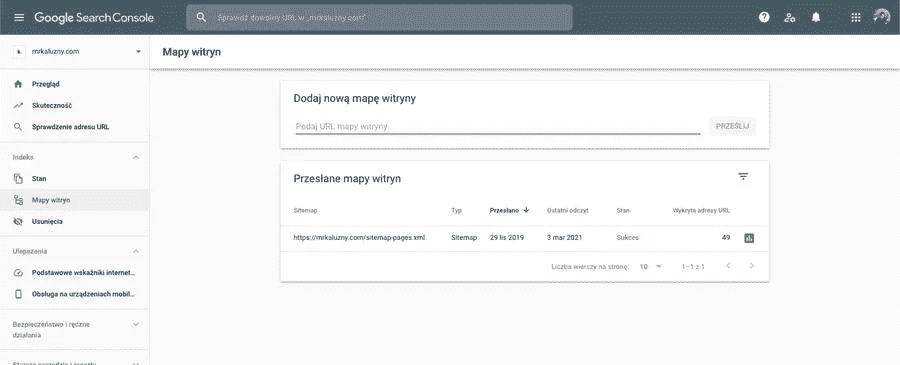 Google Search Console
Sprawdź dowolny URL w „mrkaluzny.com"
mrkaluzny.com
Mapy witryn
Przegląd
Skuteczność
Sprawdzenie adresu URL
Indeks
Stan
Mapy witryn
Usunięcia
Ulepszenia
Podstawowe wskaźniki internet...
Obsługa na urządzeniach mobil...
Bezpieczeństwo i ręczne
działania
Dodaj nową mapę witryny
Podaj URL mapy witryny
PRZEŚLIJ
Przesłane mapy witryn
Sitemap Typ Przesłano Ostatni odczyt Stan Wykryte adresy URL
https://mrkaluzny.com/sitemap-pages.xml Sitemap 29 lis 2019 3 mar 2021 Sukces 49
Liczba wierszy na stronę: 10 1–1 z 1